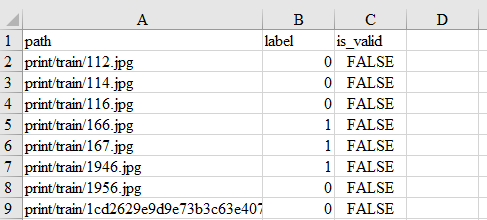 A B C D
1 path label is_valid
2 print/train/112.jpg 0 FALSE
3 print/train/114.jpg 0 FALSE
4 print/train/116.jpg 0 FALSE
5 print/train/166.jpg 1 FALSE
6 print/train/167.jpg 1 FALSE
7 print/train/1946.jpg 1 FALSE
8 print/train/1956.jpg 0 FALSE
9 print/train/1cd2629e9d9e73b3c63e407 0 FALSE